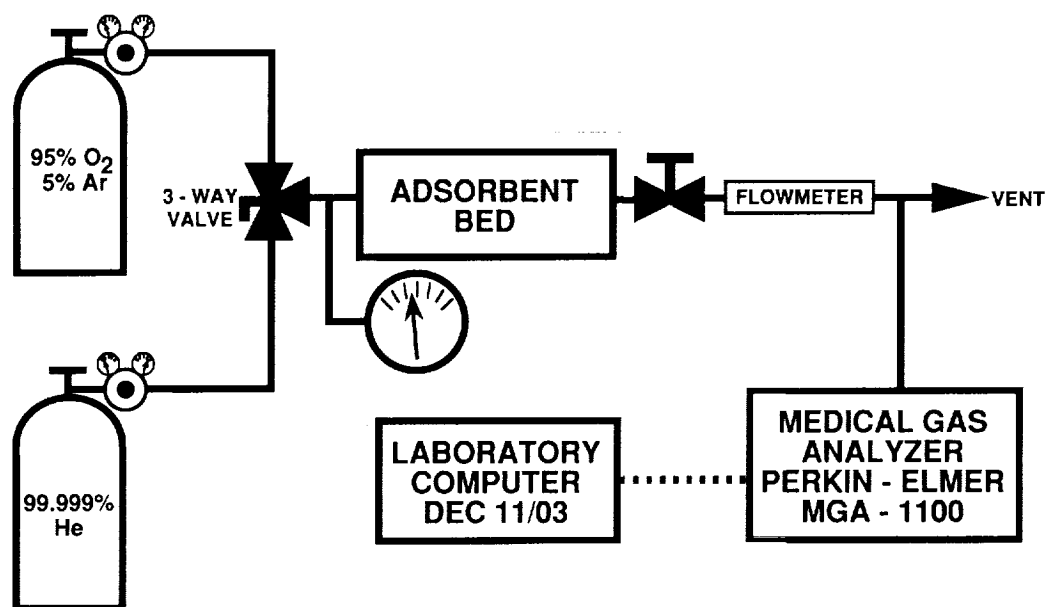 95% O2
5% Ar
3 - WAY
VALVE
ADSORBENT
BED
FLOWMETER
VENT
99.999%
He
LABORATORY
COMPUTER
DEC 11/03
MEDICAL GAS
ANALYZER
PERKIN - ELMER
MGA - 1100